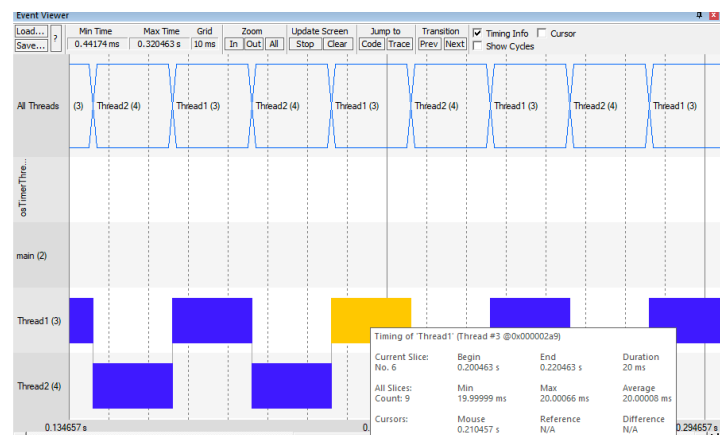 Event Viewer
Load... ? Min Time Max Time Grid Zoom Update Screen Jump to Transition Timing Info Cursor
Save... 0.44174 ms 0.320463 s 10 ms In Out All Stop Clear Code Trace Prev Next Show Cycles
All Threads (3) Thread2 (4) Thread1 (3) Thread2 (4) Thread1 (3) Thread2 (4) Thread1 (3) Thread2 (4) Thread1 (3)
osTimerThre...
main (2)
Thread1 (3)
Timing of 'Thread1' (Thread #3 @0x000002a9)
Current Slice: Begin End Duration
No. 6 0.200463 s 0.220463 s 20 ms
Thread2 (4)
All Slices: Min Max Average
Count: 9 19.99999 ms 20.00066 ms 20.00008 ms
Cursors: Mouse Reference Difference
0.210457 s N/A N/A
0.134657 s 0. 0.294657 s